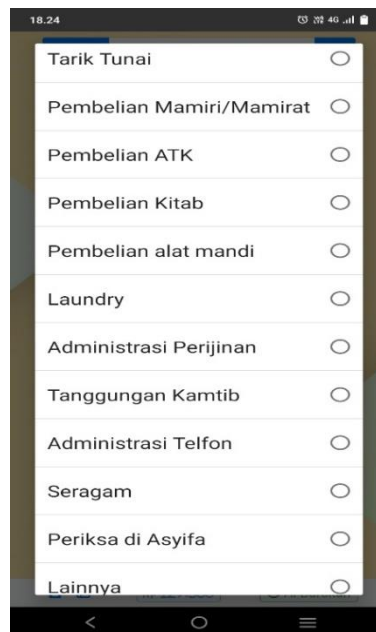 18.24
4G
Tarik Tunai
Pembelian Mamiri/Mamirat
Pembelian ATK
Pembelian Kitab
Pembelian alat mandi
Laundry
Administrasi Perijinan
Tanggungan Kamtib
Administrasi Telfon
Seragam
Periksa di Asyifa
Lainnya